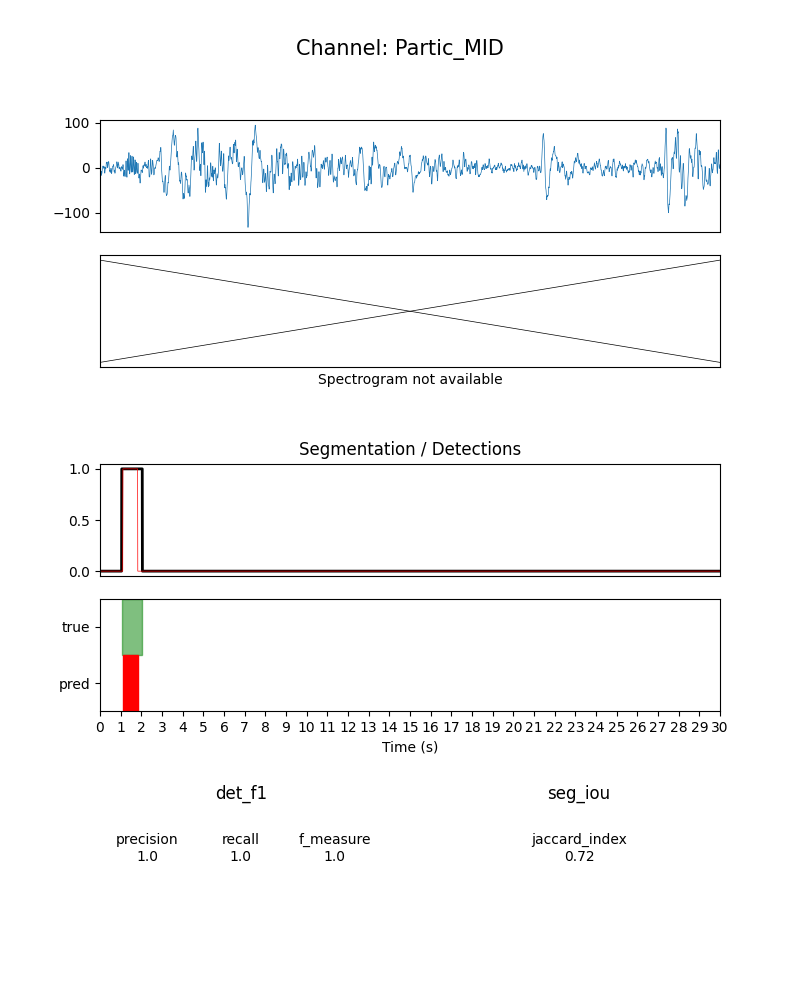 Channel: Partic_MID
100
0
−100
Spectrogram not available
Segmentation / Detections
1.0
0.5
0.0
true
pred
0 1 2 3 4 5 6 7 8 9 10 11 12 13 14 15 16 17 18 19 20 21 22 23 24 25 26 27 28 29 30
Time (s)
det_f1 seg_iou
precision recall f_measure jaccard_index
1.0 1.0 1.0 0.72